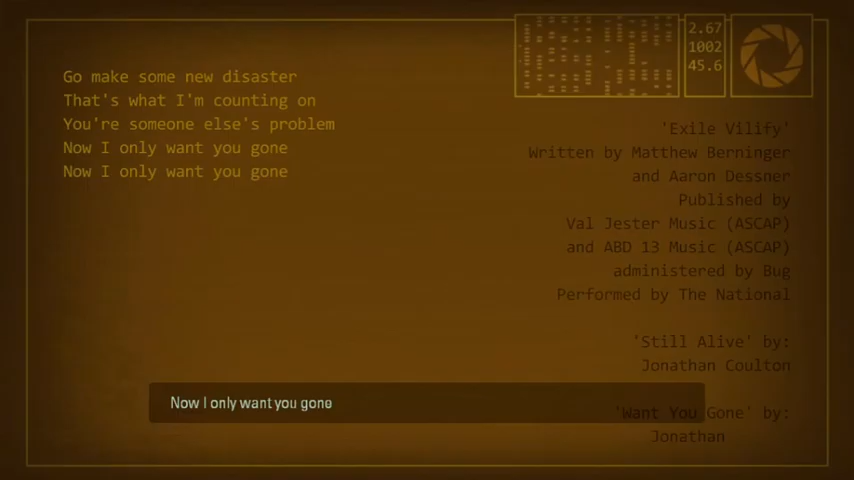 Go make some new disaster
That's what I'm counting on
You're someone else's problem
Now I only want you gone
Now I only want you gone
2.67
1002
45.6
'Exile Vilify'
Written by Matthew Berninger
and Aaron Dessner
Published by
Val Jester Music (ASCAP)
and ABD 13 Music (ASCAP)
administered by Bug
Performed by The National
'Still Alive' by:
Jonathan Coulton
'Want You Gone' by:
Jonathan
Now I only want you gone